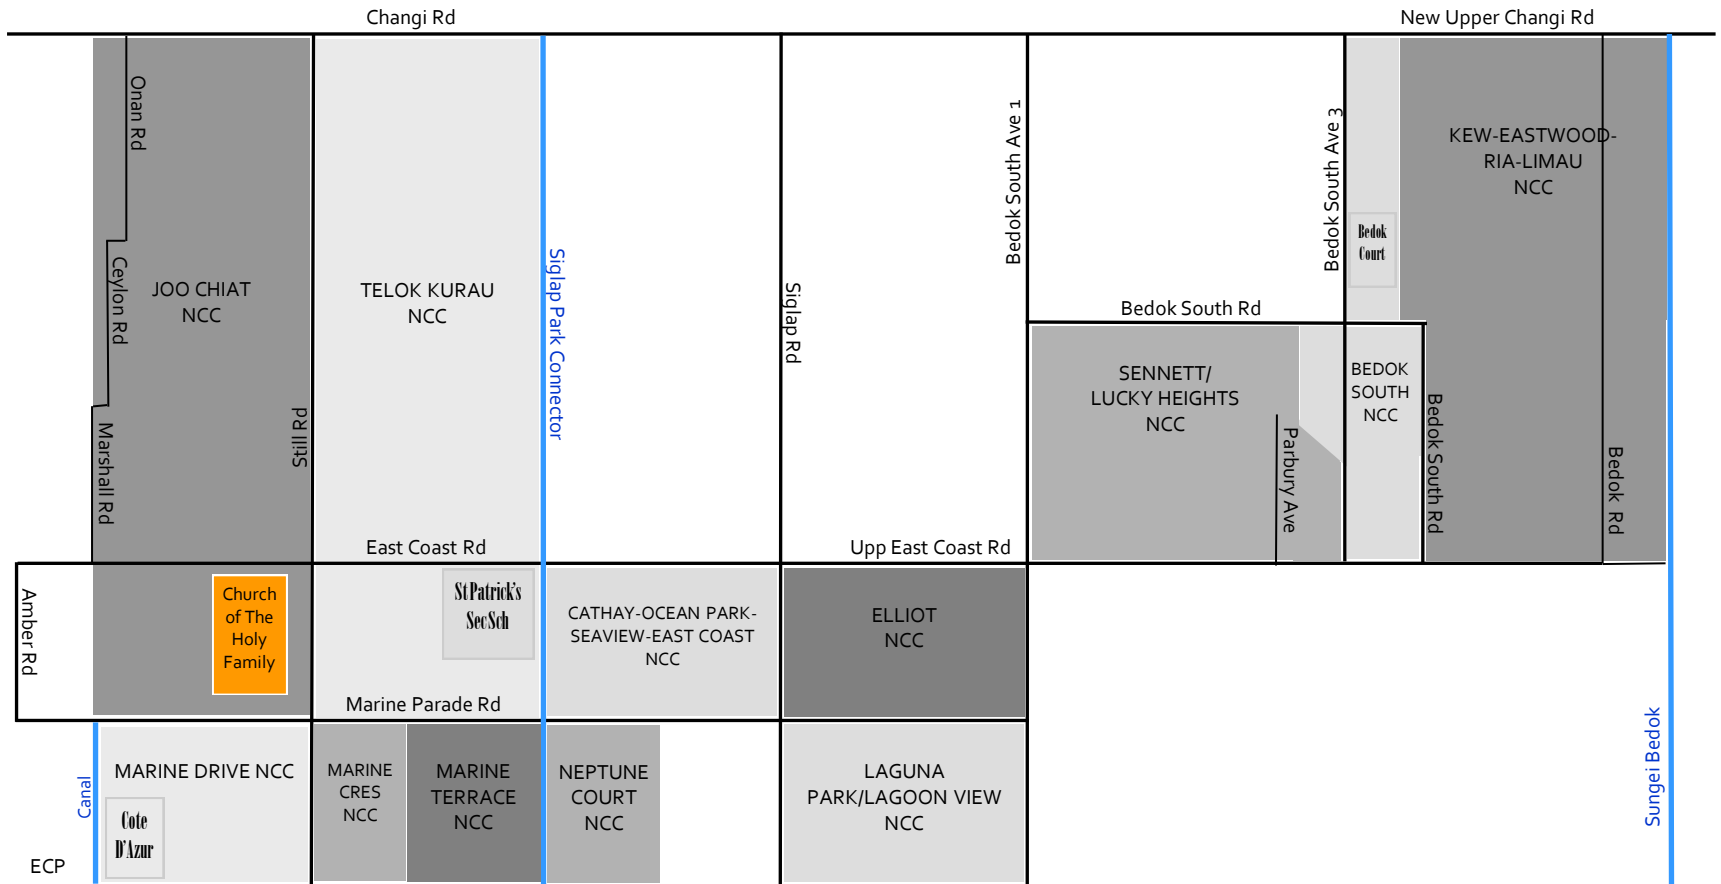 Changi Rd
New Upper Changi Rd
Onan Rd
Ceylon Rd
Marshall Rd
JOO CHIAT
NCC
Still Rd
TELOK KURAU
NCC
Siglap Park Connector
Siglap Rd
Bedok South Ave 1
Bedok South Ave 3
Bedok
Court
KEW-EASTWOOD-
RIA-LIMAU
NCC
Bedok South Rd
SENNETT/
LUCKY HEIGHTS
NCC
Parbury Ave
BEDOK
SOUTH
NCC
Bedok South Rd
Bedok Rd
East Coast Rd
Upp East Coast Rd
Amber Rd
Church
of The
Holy
Family
St Patrick's
Sec Sch
CATHAY-OCEAN PARK-
SEAVIEW-EAST COAST
NCC
ELLIOT
NCC
Marine Parade Rd
Canal
MARINE DRIVE NCC
Cote
D'Azur
MARINE
CRES
NCC
MARINE
TERRACE
NCC
NEPTUNE
COURT
NCC
LAGUNA
PARK/LAGOON VIEW
NCC
Sungei Bedok
ECP